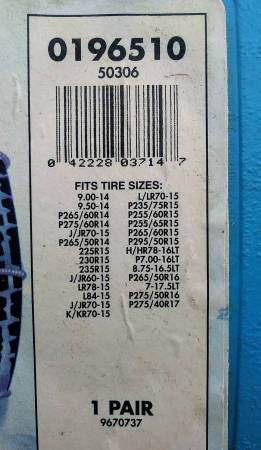 0196510
50306
0 42228 03714 7
FITS TIRE SIZES:
9.00-14 L/LR70-15
9.50-14 P235/75R15
P265/60R14 P255/60R15
P275/60R14 P255/65R15
J/JR70-15 P265/60R15
P265/50R14 P295/50R15
225R15 H/HR78-16LT
230R15 P7.00-16LT
235R15 8.75-16.5LT
J/JR60-15 P265/50R16
LR78-15 7-17.5LT
L84-15 P275/50R16
J/JR70-15 P275/40R17
K/KR70-15
1 PAIR
9670737